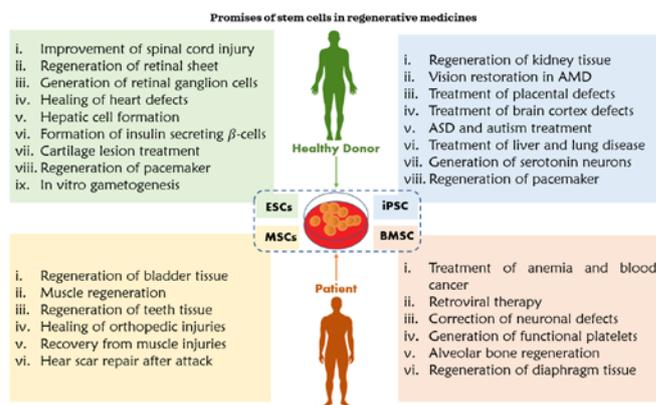 Promises of stem cells in regenerative medicines
i. Improvement of spinal cord injury
ii. Regeneration of retinal sheet
iii. Generation of retinal ganglion cells
iv. Healing of heart defects
v. Hepatic cell formation
vi. Formation of insulin secreting β-cells
vii. Cartilage lesion treatment
viii. Regeneration of pacemaker
ix. In vitro gametogenesis
Healthy Donor
i. Regeneration of kidney tissue
ii. Vision restoration in AMD
iii. Treatment of placental defects
iv. Treatment of brain cortex defects
v. ASD and autism treatment
vi. Treatment of liver and lung disease
vii. Generation of serotonin neurons
viii. Regeneration of pacemaker
ESCs
iPSC
MSCs
BMSC
i. Regeneration of bladder tissue
ii. Muscle regeneration
iii. Regeneration of teeth tissue
iv. Healing of orthopedic injuries
v. Recovery from muscle injuries
vi. Hear scar repair after attack
Patient
i. Treatment of anemia and blood
cancer
ii. Retroviral therapy
iii. Correction of neuronal defects
iv. Generation of functional platelets
v. Alveolar bone regeneration
vi. Regeneration of diaphragm tissue